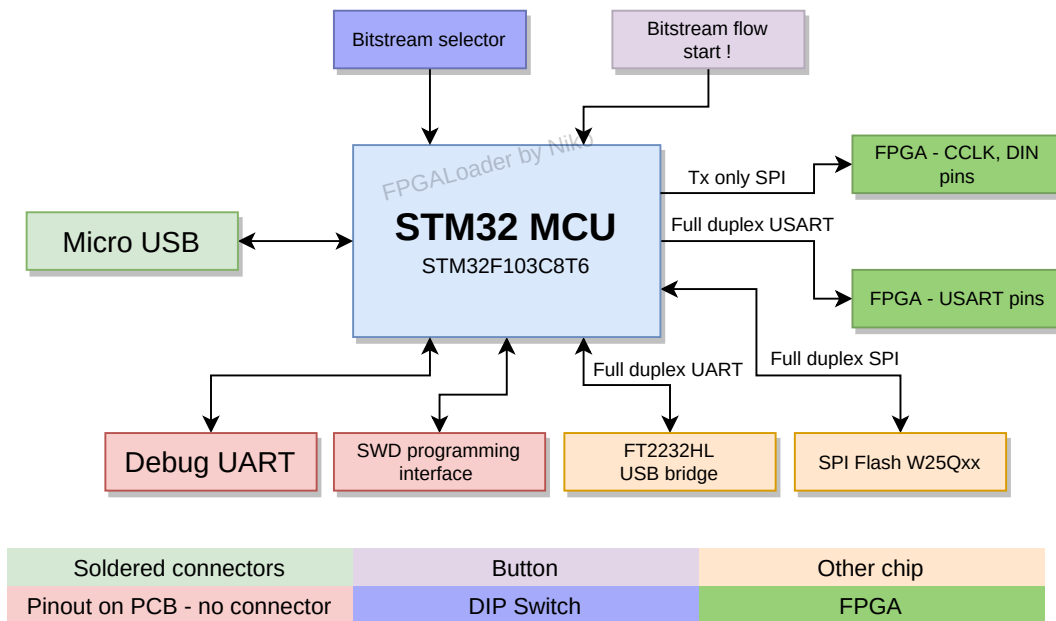 Bitstream selector
Bitstream flow
start !
FPGALoader by Niko
STM32 MCU
STM32F103C8T6
Micro USB
Tx only SPI
FPGA - CCLK, DIN
pins
Full duplex USART
FPGA - USART pins
Full duplex UART
Full duplex SPI
Debug UART
SWD programming
interface
FT2232HL
USB bridge
SPI Flash W25Qxx
Soldered connectors
Button
Other chip
Pinout on PCB - no connector
DIP Switch
FPGA